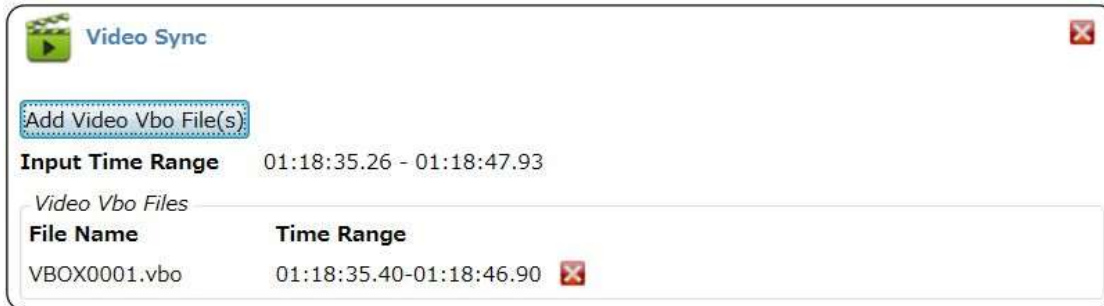 Video Sync
Add Video Vbo File(s)
Input Time Range 01:18:35.26 - 01:18:47.93
Video Vbo Files
File Name Time Range
VBOX0001.vbo 01:18:35.40-01:18:46.90